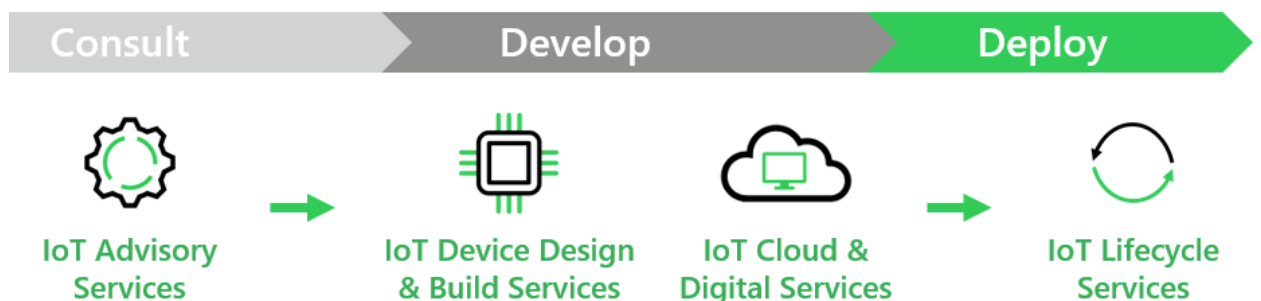 Consult
Develop
Deploy
IoT Advisory
Services
IoT Device Design
& Build Services
IoT Cloud &
Digital Services
IoT Lifecycle
Services